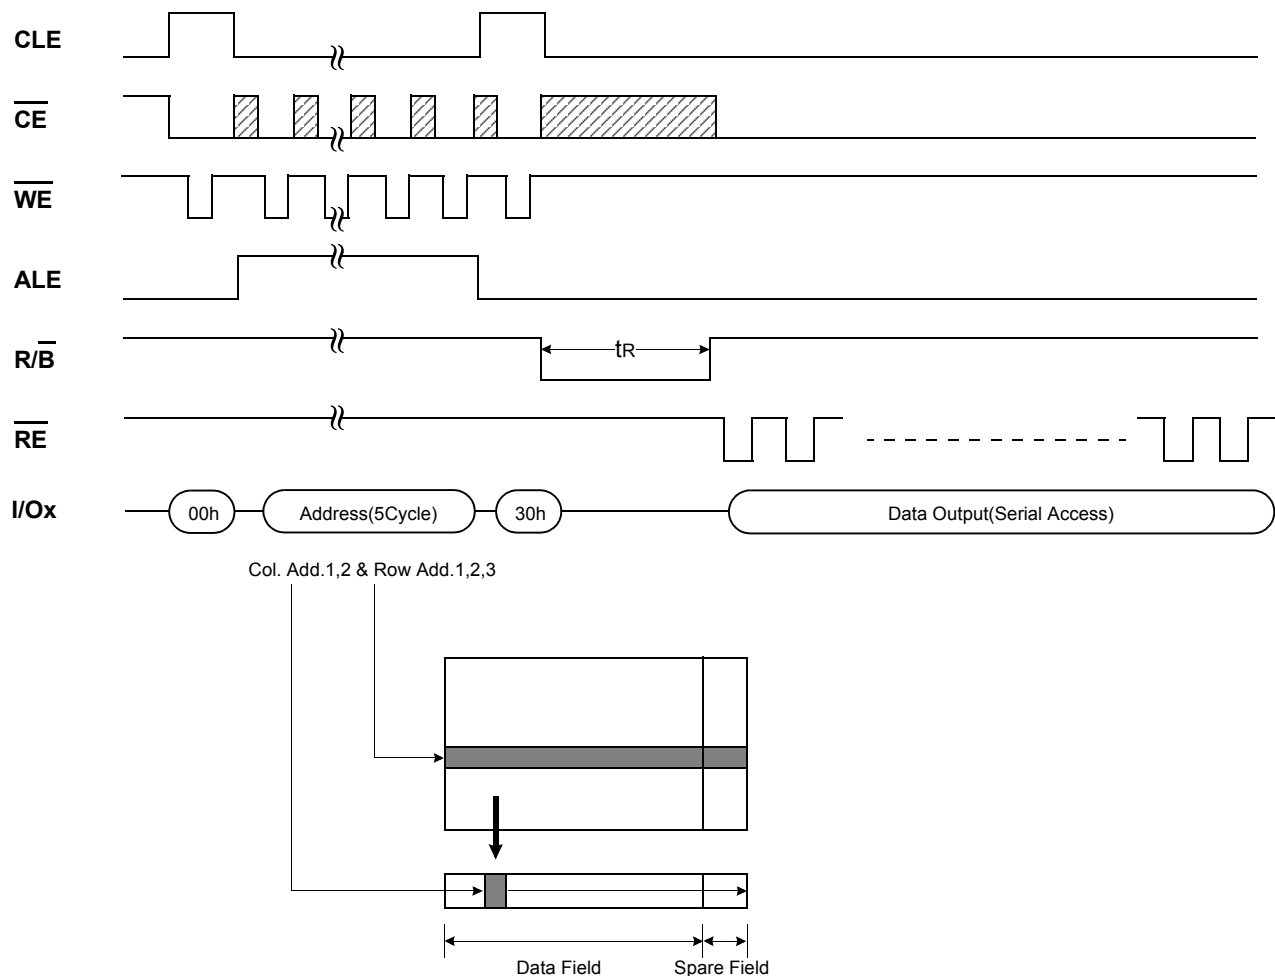 CLE
CE
WE
ALE
R/B
tR
RE
I/Ox
00h
Address(5Cycle)
30h
Data Output(Serial Access)
Col. Add.1,2 & Row Add.1,2,3
Data Field
Spare Field